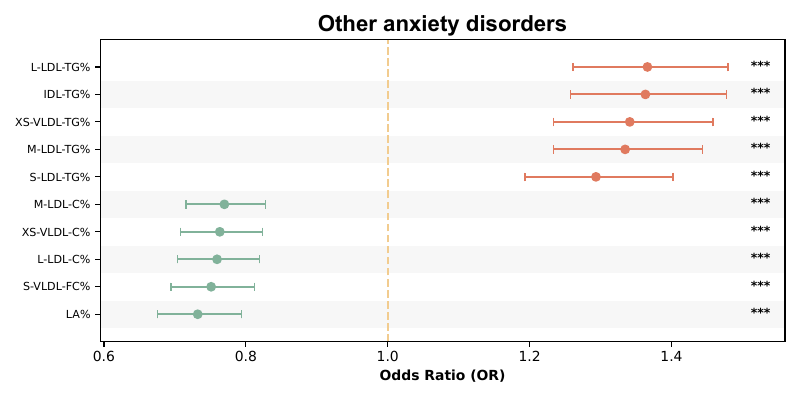 Other anxiety disorders
L-LDL-TG% ***
IDL-TG% ***
XS-VLDL-TG% ***
M-LDL-TG% ***
S-LDL-TG% ***
M-LDL-C% ***
XS-VLDL-C% ***
L-LDL-C% ***
S-VLDL-FC% ***
LA% ***
0.6 0.8 1.0 1.2 1.4
Odds Ratio (OR)